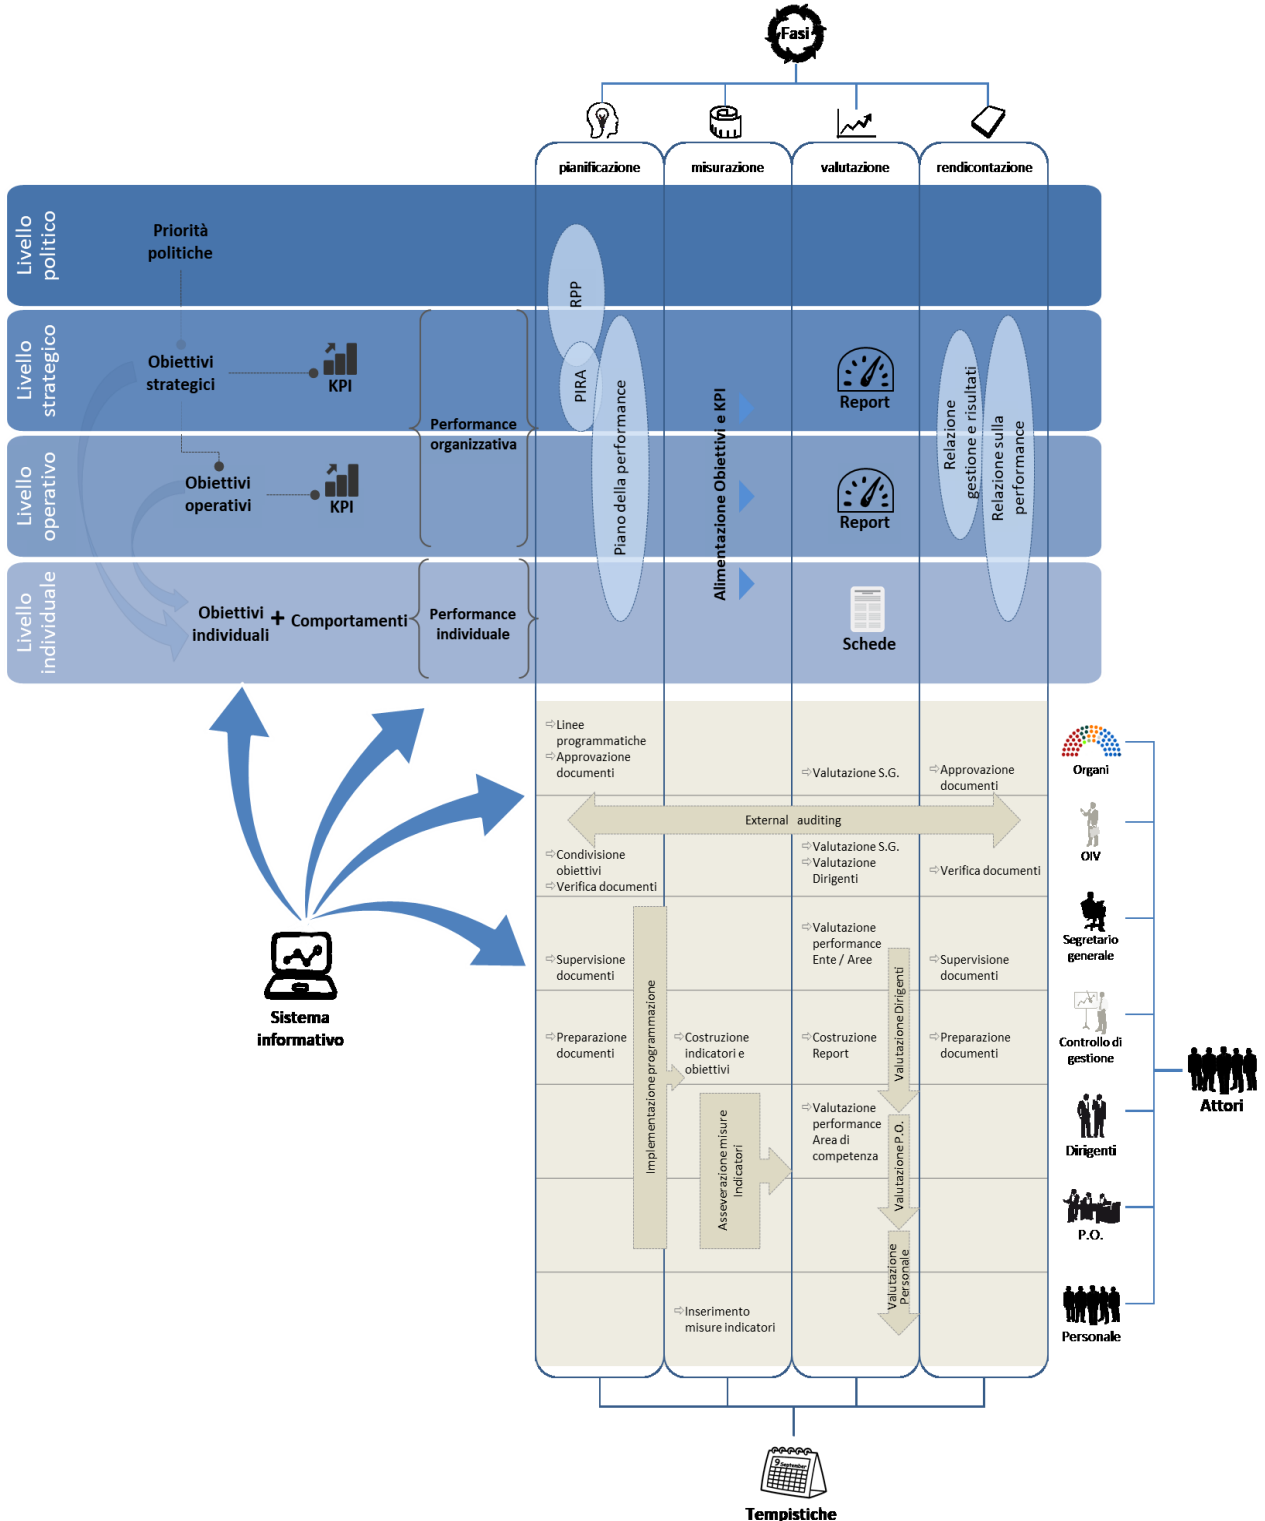 Fasi
pianificazione
misurazione
valutazione
rendicontazione
Livello
politico
Priorità
politiche
RPP
Livello
strategico
Obiettivi
strategici
KPI
PIRA
Report
Performance
organizzativa
Piano della performance
Alimentazione Obiettivi e KPI
Relazione
gestione e risultati
Relazione sulla
performance
Livello
operativo
Obiettivi
operativi
KPI
Report
Livello
individuale
Obiettivi
individuali
+
Comportamenti
Performance
individuale
Schede
⇨Linee
programmatiche
⇨Approvazione
documenti
⇨Valutazione S.G.
⇨Approvazione
documenti
Organi
External auditing
⇨Condivisione
obiettivi
⇨Verifica documenti
⇨Valutazione S.G.
⇨Valutazione
Dirigenti
⇨Verifica documenti
OIV
⇨Supervisione
documenti
⇨Valutazione
performance
Ente / Aree
⇨Supervisione
documenti
Segretario
generale
Sistema
informativo
⇨Preparazione
documenti
Implementazione programmazione
⇨Costruzione
indicatori e
obiettivi
⇨Costruzione
Report
Valutazione Dirigenti
⇨Preparazione
documenti
Controllo di
gestione
Attori
Asseverazione misure
Indicatori
⇨Valutazione
performance
Area di
competenza
Valutazione P.O.
Dirigenti
P.O.
⇨Inserimento
misure indicatori
Valutazione
Personale
Personale
9 September
Tempistiche